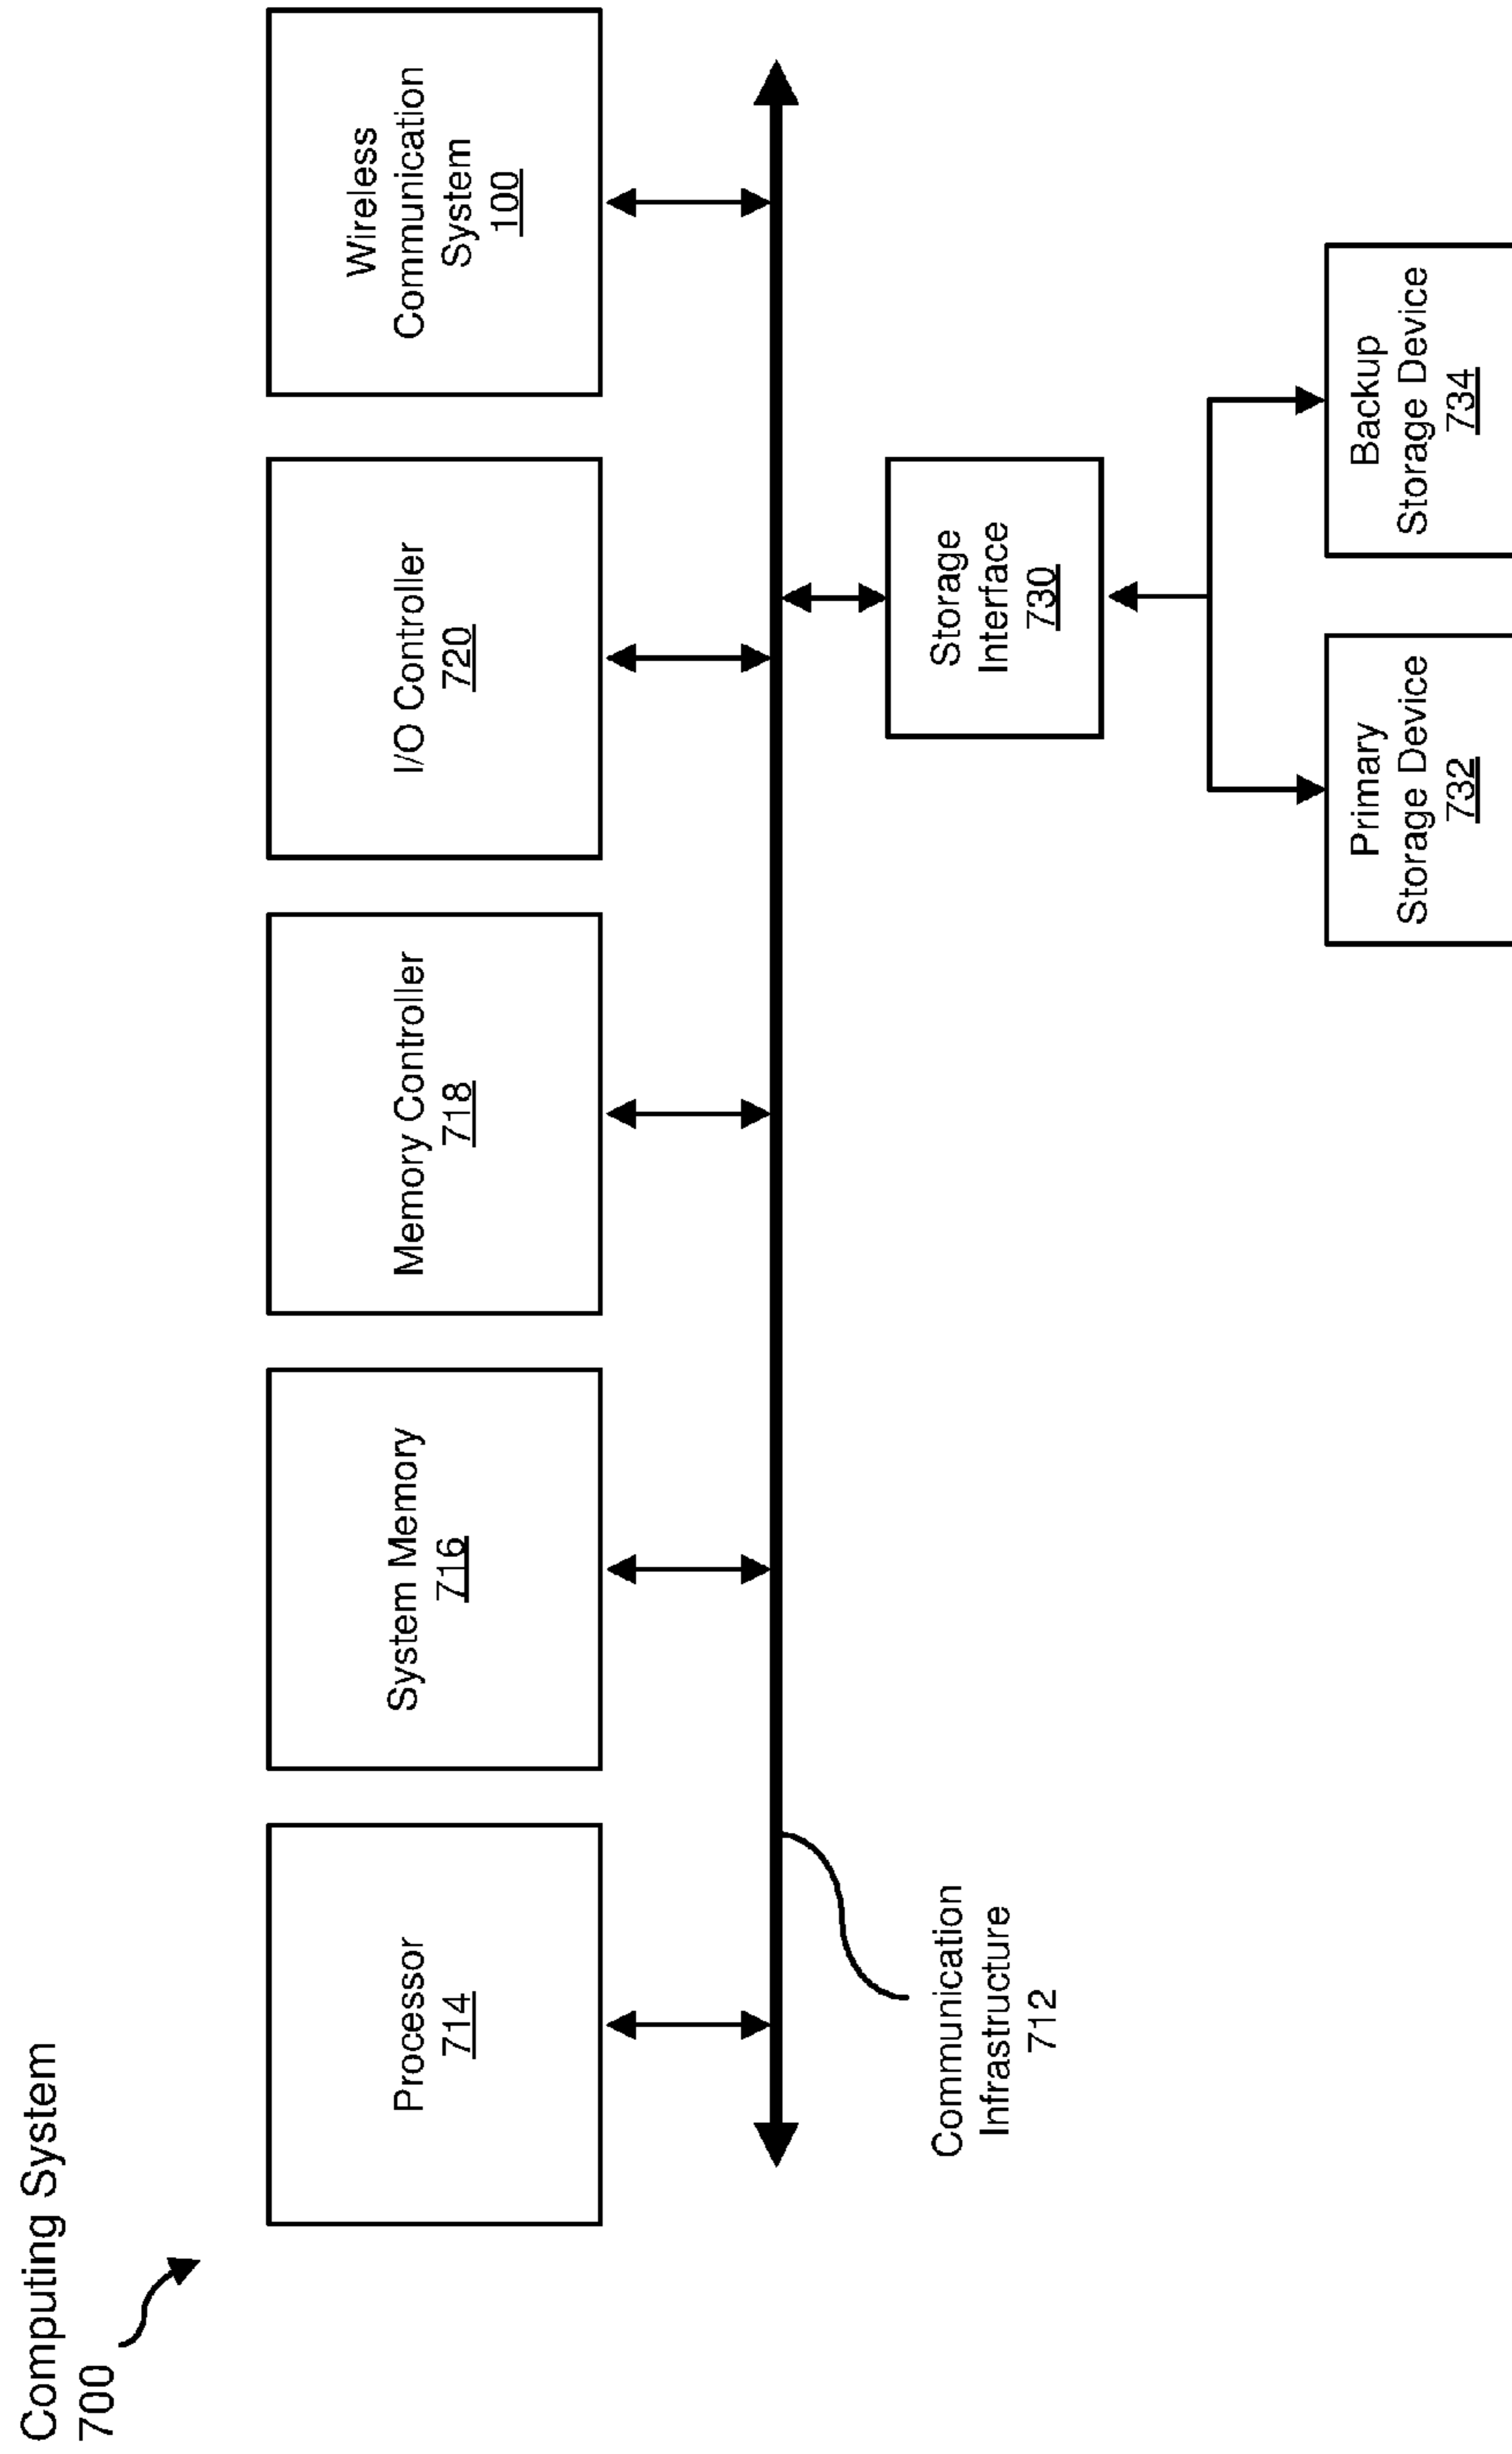 Computing System
700
Processor
714
System Memory
716
Memory Controller
718
I/O Controller
720
Wireless
Communication
System
100
Communication
Infrastructure
712
Storage
Interface
730
Primary
Storage Device
732
Backup
Storage Device
734